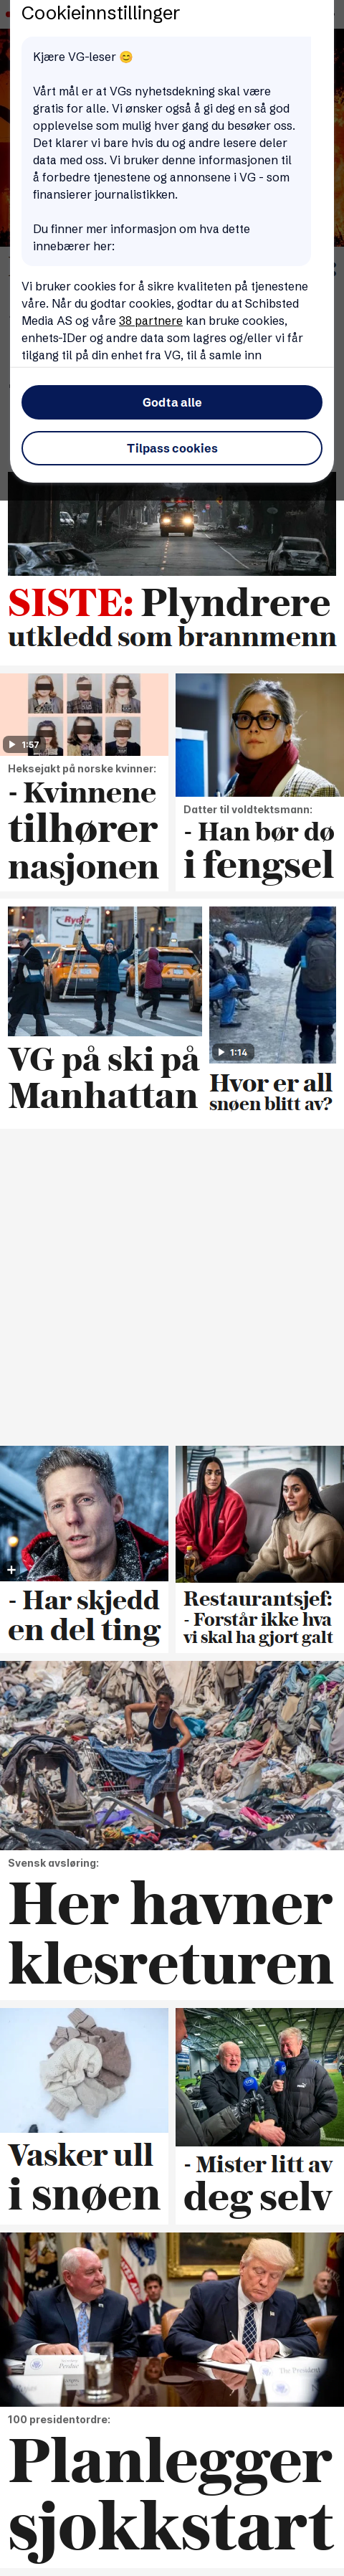 Cookieinnstillinger
Kjære VG-leser 😊
Vårt mål er at VGs nyhetsdekning skal være
gratis for alle. Vi ønsker også å gi deg en så god
opplevelse som mulig hver gang du besøker oss.
Det klarer vi bare hvis du og andre lesere deler
data med oss. Vi bruker denne informasjonen til
å forbedre tjenestene og annonsene i VG - som
finansierer journalistikken.
Du finner mer informasjon om hva dette
innebærer her:
Vi bruker cookies for å sikre kvaliteten på tjenestene
våre. Når du godtar cookies, godtar du at Schibsted
Media AS og våre 38 partnere kan bruke cookies,
enhets-IDer og andre data som lagres og/eller vi får
tilgang til på din enhet fra VG, til å samle inn
Godta alle
Tilpass cookies
SISTE: Plyndrere
utkledd som brannmenn
1:57
Heksejakt på norske kvinner:
- Kvinnene
tilhører
nasjonen
Datter til voldtektsmann:
- Han bør dø
i fengsel
Ryder
VG på ski på
Manhattan
1:14
Hvor er all
snøen blitt av?
- Har skjedd
en del ting
Restaurantsjef:
- Forstår ikke hva
vi skal ha gjort galt
Svensk avsløring:
Her havner
klesreturen
Vasker ull
i snøen
- Mister litt av
deg selv
Perdue
The President
100 presidentordre:
Planlegger
sjokkstart